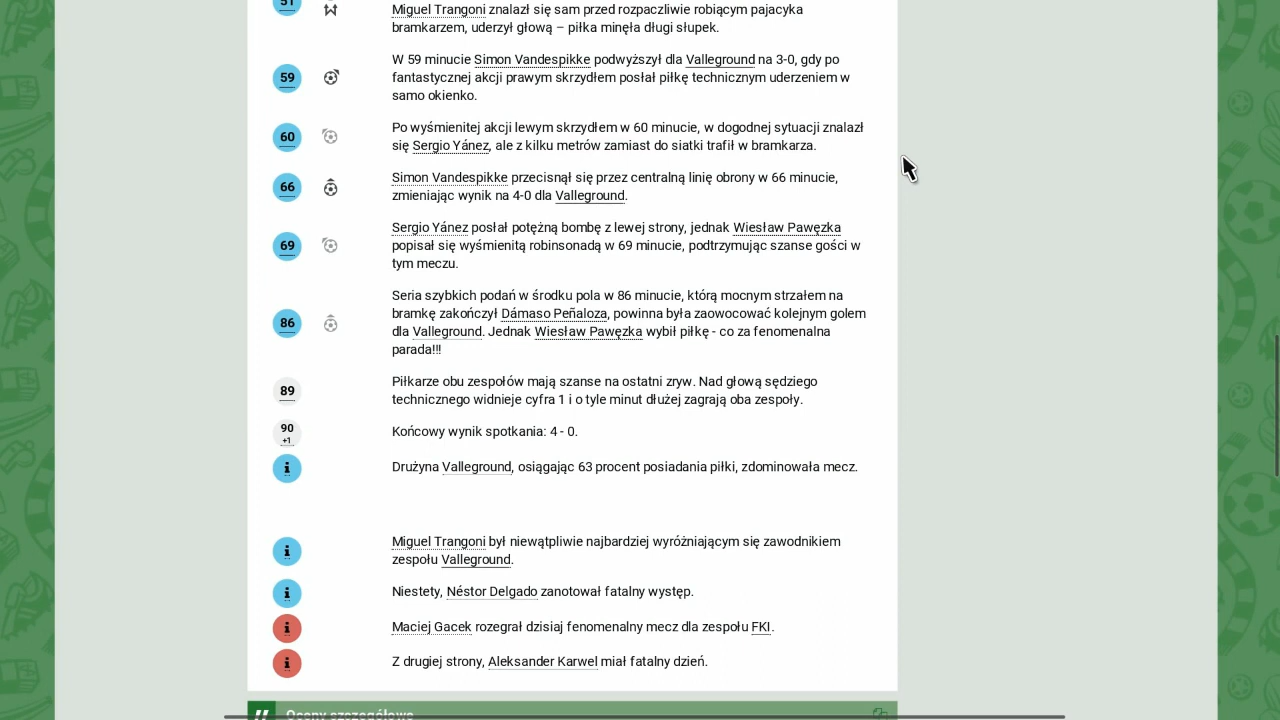 51
Miguel Trangoni znalazł się sam przed rozpaczliwie robiącym pajacyka
bramkarzem, uderzył głową – piłka minęła długi słupek.
59
W 59 minucie Simon Vandespikke podwyższył dla Valleground na 3-0, gdy po
fantastycznej akcji prawym skrzydłem posłał piłkę technicznym uderzeniem w
samo okienko.
60
Po wyśmienitej akcji lewym skrzydłem w 60 minucie, w dogodnej sytuacji znalazł
się Sergio Yánez, ale z kilku metrów zamiast do siatki trafił w bramkarza.
66
Simon Vandespikke przecisnął się przez centralną linię obrony w 66 minucie,
zmieniając wynik na 4-0 dla Valleground.
69
Sergio Yánez posłał potężną bombę z lewej strony, jednak Wiesław Pawęzka
popisał się wyśmienitą robinsonadą w 69 minucie, podtrzymując szanse gości w
tym meczu.
86
Seria szybkich podań w środku pola w 86 minucie, którą mocnym strzałem na
bramkę zakończył Dámaso Peñaloza, powinna była zaowocować kolejnym golem
dla Valleground. Jednak Wiesław Pawęzka wybił piłkę - co za fenomenalna
parada!!!
89
Piłkarze obu zespołów mają szanse na ostatni zryw. Nad głową sędziego
technicznego widnieje cyfra 1 i o tyle minut dłużej zagrają oba zespoły.
90
+1
Końcowy wynik spotkania: 4 - 0.
Drużyna Valleground, osiągając 63 procent posiadania piłki, zdominowała mecz.
Miguel Trangoni był niewątpliwie najbardziej wyróżniającym się zawodnikiem
zespołu Valleground.
Niestety, Néstor Delgado zanotował fatalny występ.
Maciej Gacek rozegrał dzisiaj fenomenalny mecz dla zespołu FKI.
Z drugiej strony, Aleksander Karwel miał fatalny dzień.
Oceny szczegółowe